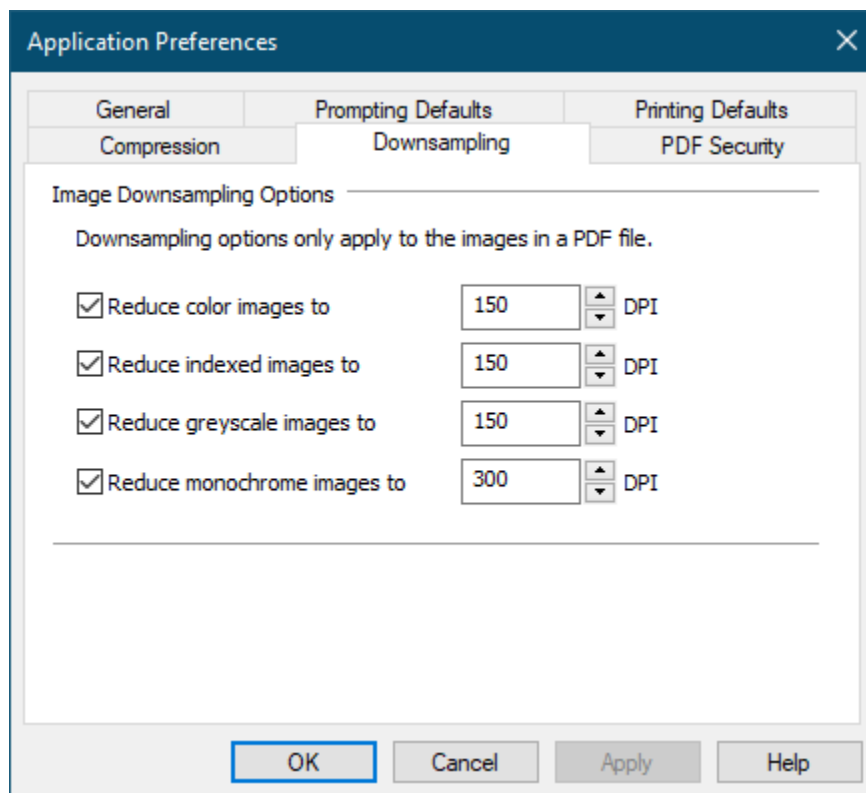 Application Preferences
General Prompting Defaults Printing Defaults
Compression Downsampling PDF Security
Image Downsampling Options
Downsampling options only apply to the images in a PDF file.
Reduce color images to 150 DPI
Reduce indexed images to 150 DPI
Reduce greyscale images to 150 DPI
Reduce monochrome images to 300 DPI
OK Cancel Apply Help